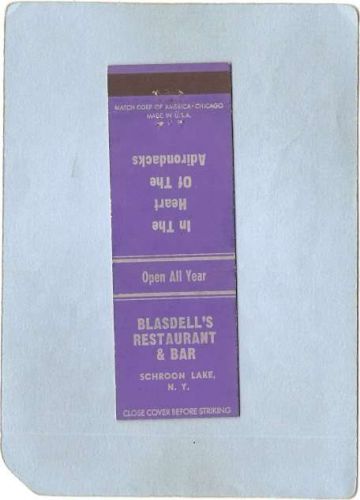 MATCH CORP. OF AMERICA · CHICAGO
MADE IN U.S.A.
In The
Heart
Of The
Adirondacks
Open All Year
BLASDELL'S
RESTAURANT
& BAR
SCHROON LAKE,
N. Y.
CLOSE COVER BEFORE STRIKING